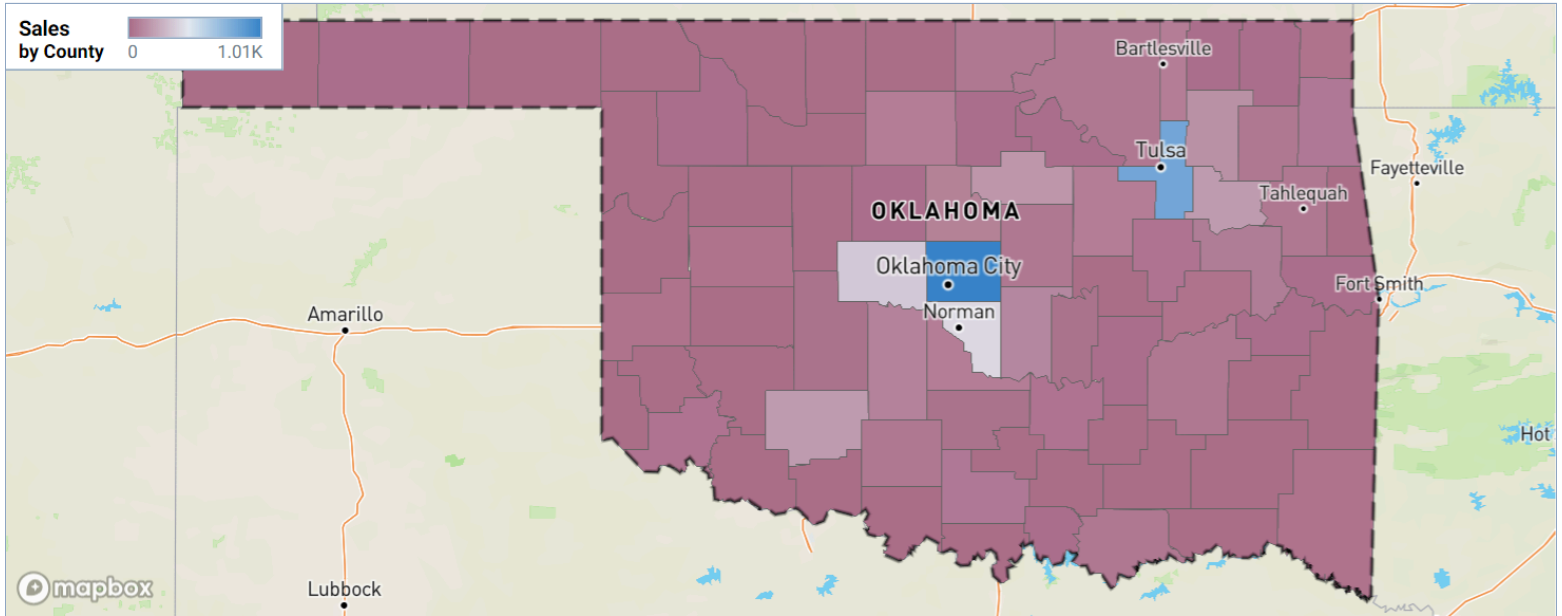 Sales
by County
0 1.01K
Bartlesville
Tulsa
Fayetteville
Tahlequah
OKLAHOMA
Oklahoma City
Fort Smith
Amarillo
Norman
Hot
Lubbock
mapbox